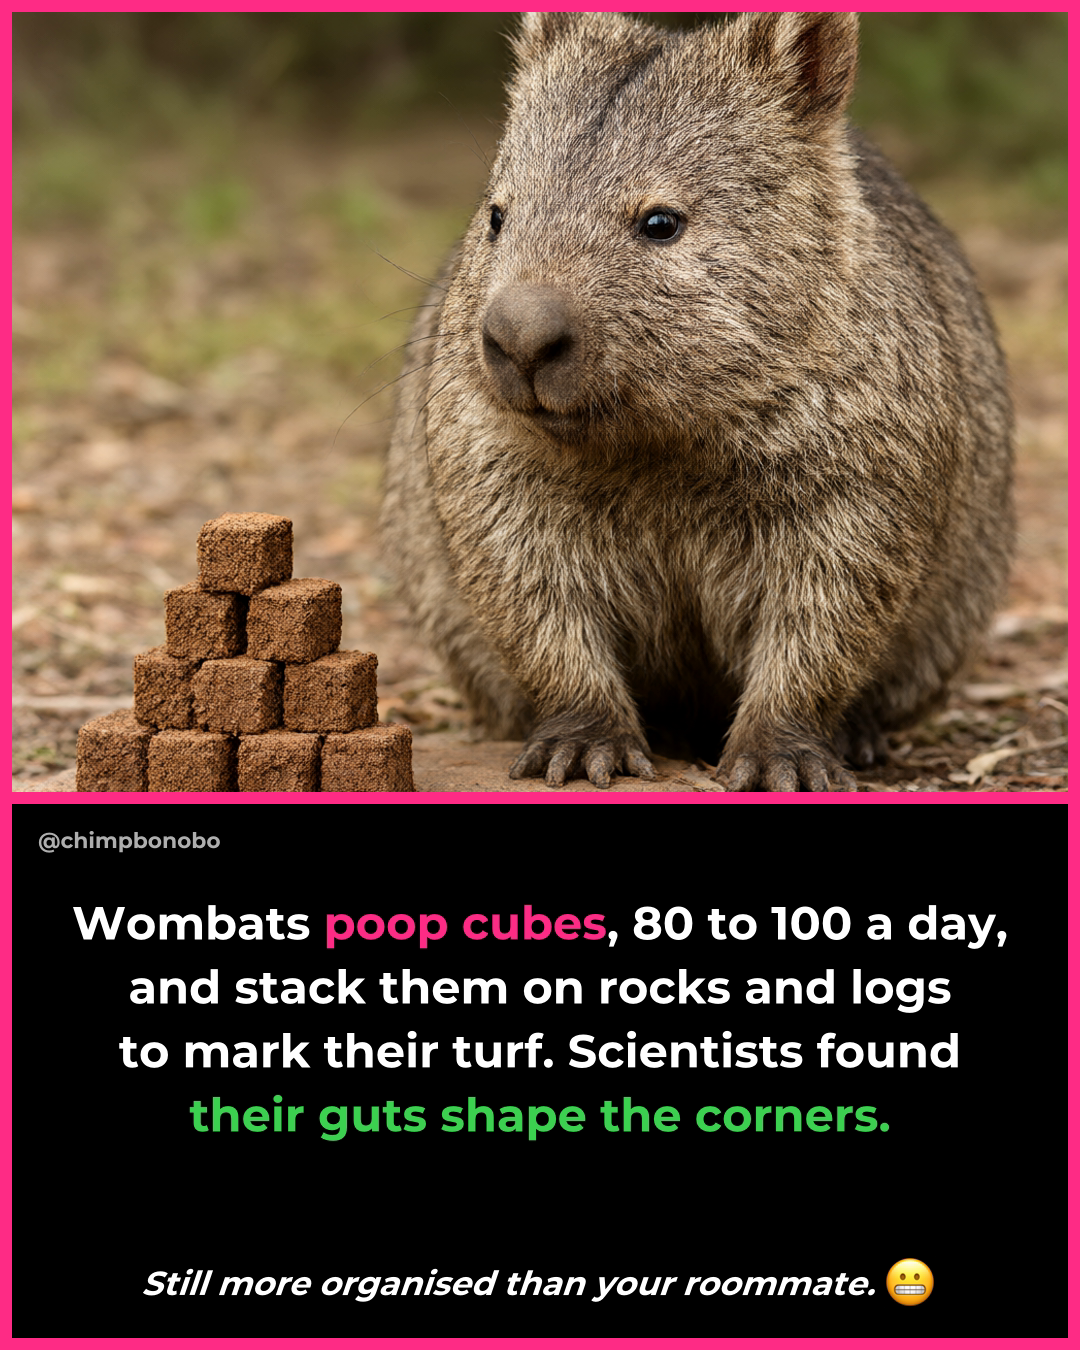 @chimpbonobo
Wombats poop cubes, 80 to 100 a day,
and stack them on rocks and logs
to mark their turf. Scientists found
their guts shape the corners.
Still more organised than your roommate. 😬